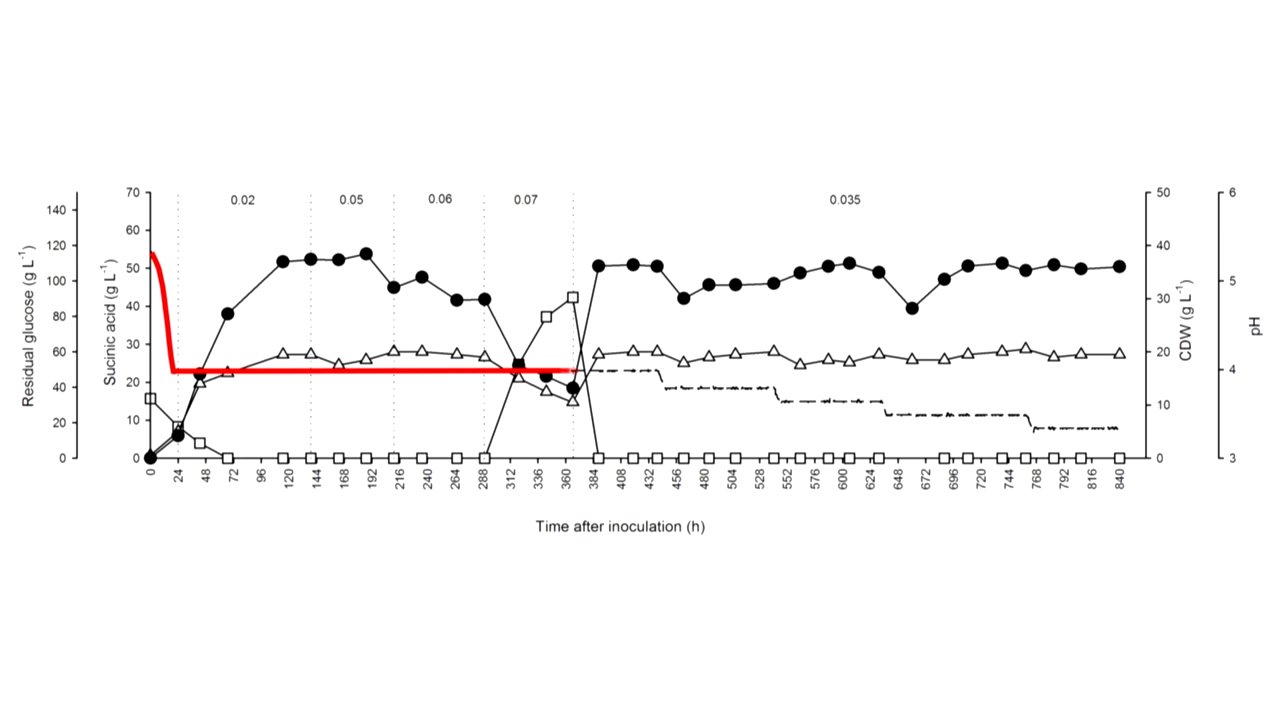 0.02 0.05 0.06 0.07 0.035
Residual glucose (g L⁻¹)
0 20 40 60 80 100 120 140
Sucinic acid (g L⁻¹)
0 10 20 30 40 50 60 70
CDW (g L⁻¹)
0 10 20 30 40 50
pH
3 4 5 6
0 24 48 72 96 120 144 168 192 216 240 264 288 312 336 360 384 408 432 456 480 504 528 552 576 600 624 648 672 696 720 744 768 792 816 840
Time after inoculation (h)